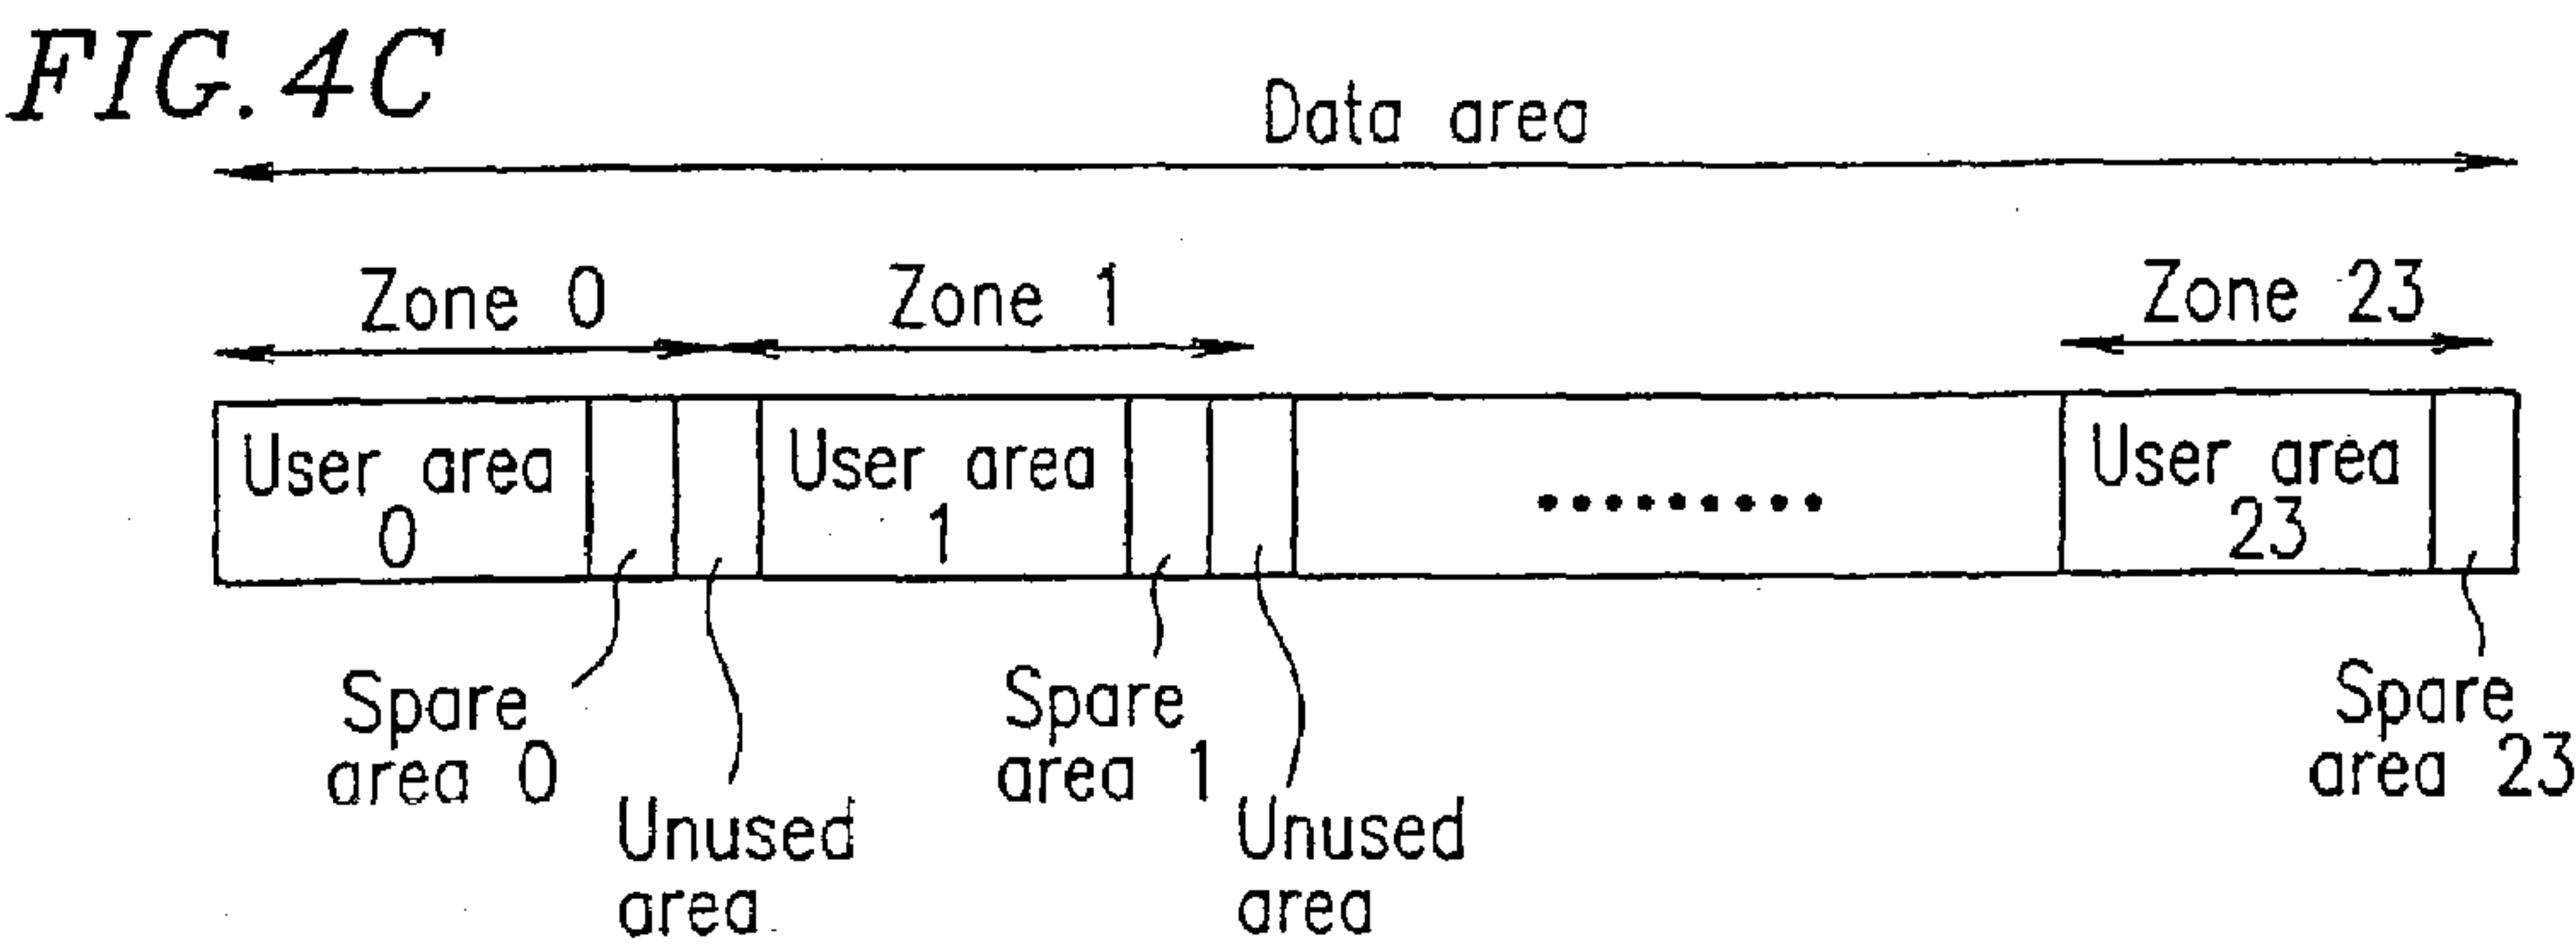 FIG. 4C
Data area
Zone 0
Zone 1
Zone 23
User area
0
User area
1
User area
23
Spare
area 0
Unused
area
Spare
area 1
Unused
area
Spare
area 23